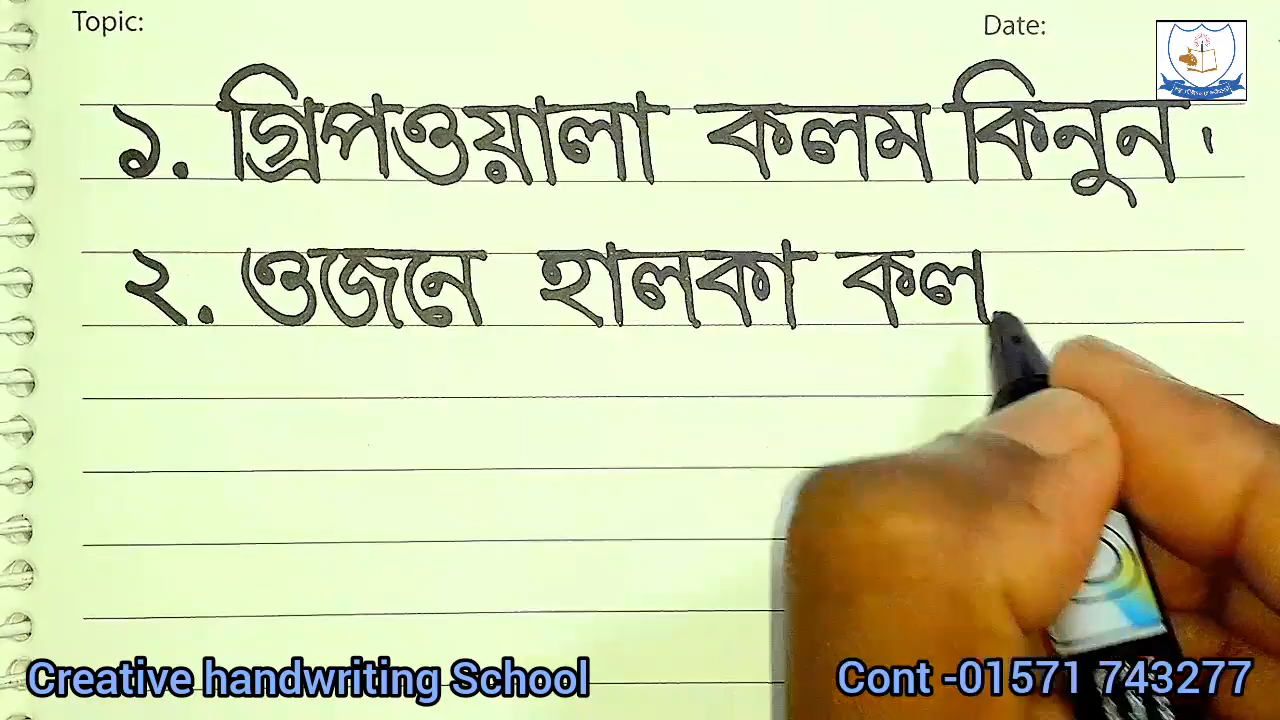 Topic:
Date:
১. গ্রিপওয়ালা কলম কিনুন।
২. ওজনে হালকা কল
Creative handwriting School
Cont -01571 743277